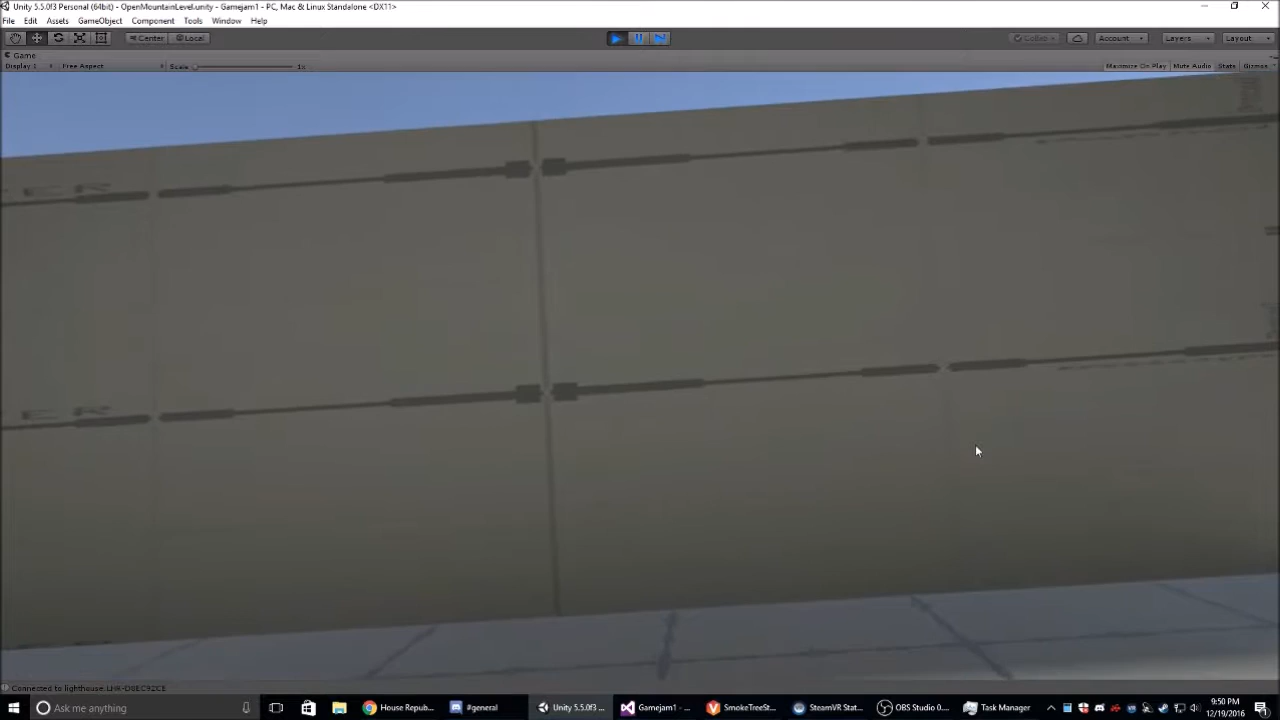 Unity 5.5.0f3 Personal (64bit) - OpenMountainLevel.unity - Gamejam1 - PC, Mac & Linux Standalone <DX11>
File Edit Assets GameObject Component Tools Window Help
Center Local Collab Account Layers Layout
Game
Display 1 Free Aspect Scale 1x Maximize On Play Mute Audio Stats Gizmos
Connected to lighthouse LHR-D0EC92CE
Ask me anything
House Repub...
#general
Unity 5.5.0f3 ...
Gamejam1 - ...
SmokeTreeSt...
SteamVR Stat...
OBS Studio 0....
Task Manager
9:50 PM
12/19/2016